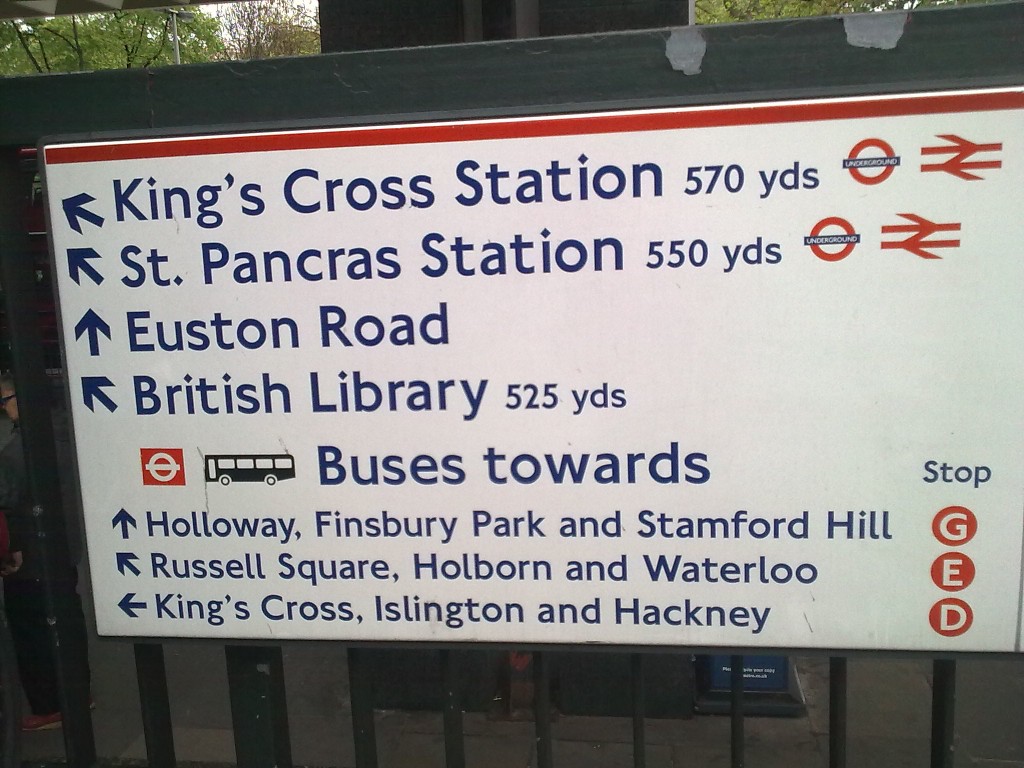 King's Cross Station 570 yds UNDERGROUND
St. Pancras Station 550 yds UNDERGROUND
Euston Road
British Library 525 yds
Buses towards Stop
Holloway, Finsbury Park and Stamford Hill G
Russell Square, Holborn and Waterloo E
King's Cross, Islington and Hackney D